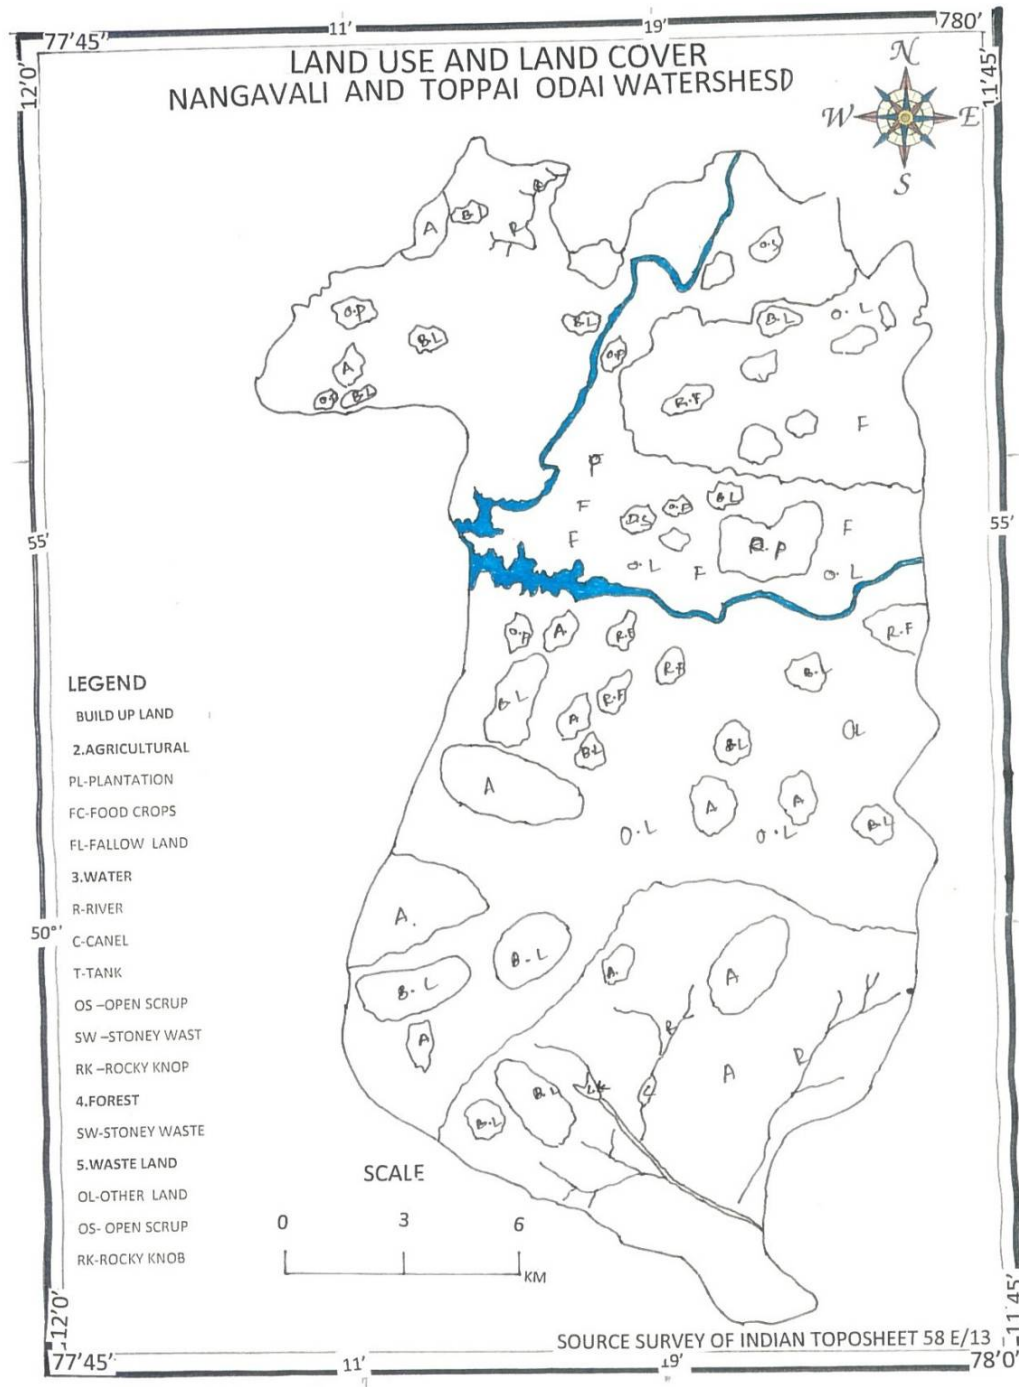 77'45' 11' 19' 780'
12'0' 11'45'
LAND USE AND LAND COVER
NANGAVALI AND TOPPAI ODAI WATERSHESD
N
W E
S
A B R
O.S
O.P B.L B.L B.L O.L
B.L O.P
A
B.L R.F F
F
F O.P B.L
F R.P F
O.L F O.L
55' 55'
O.P A R.F R.F
B.L R.F R.F B.L
A
B.L B.L OL
A A A
O.L O.L B.L
A.
B.L A. A
B.L
A R
A R
B.L L.K C
B.L
50°'
LEGEND
BUILD UP LAND
2.AGRICULTURAL
PL-PLANTATION
FC-FOOD CROPS
FL-FALLOW LAND
3.WATER
R-RIVER
C-CANEL
T-TANK
OS –OPEN SCRUP
SW –STONEY WAST
RK –ROCKY KNOP
4.FOREST
SW-STONEY WASTE
5.WASTE LAND
OL-OTHER LAND
OS- OPEN SCRUP
RK-ROCKY KNOB
SCALE
0 3 6
KM
SOURCE SURVEY OF INDIAN TOPOSHEET 58 E/13
12'0' 11'45'
77'45' 11' 19' 78'0'